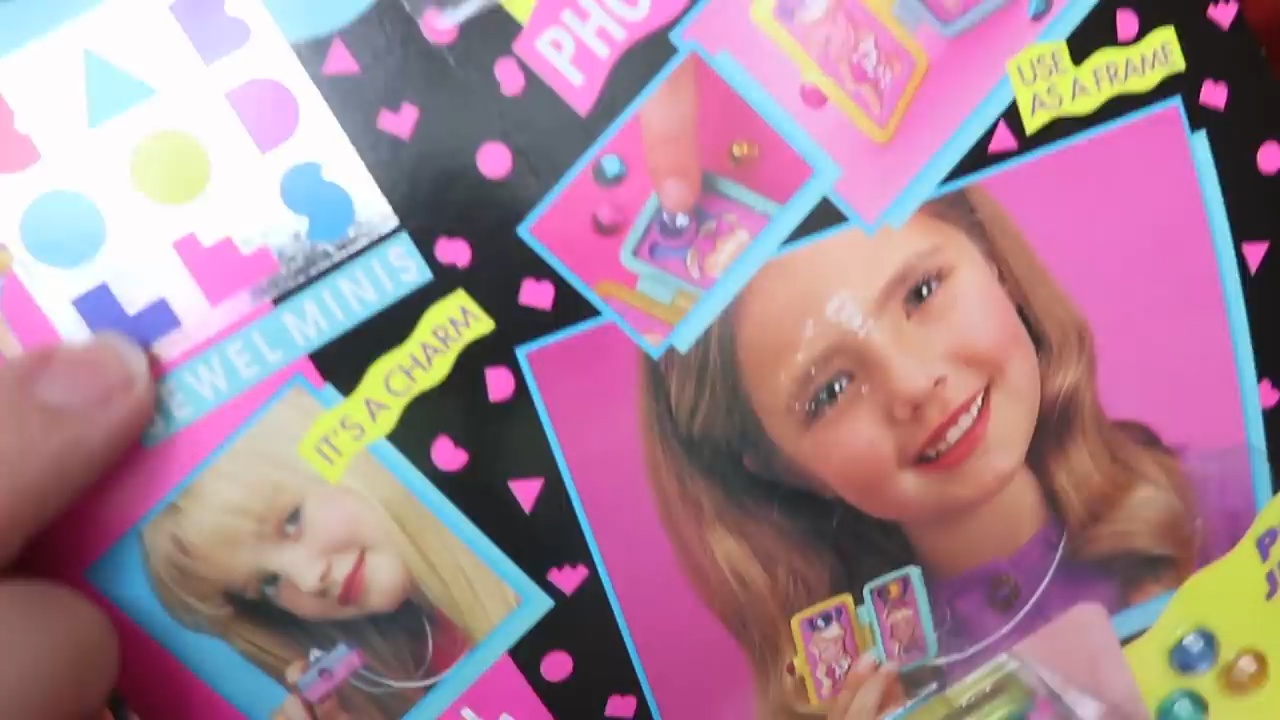 PHO
USE
AS A FRAME
JEWEL MINIS
IT'S A CHARM
P
J